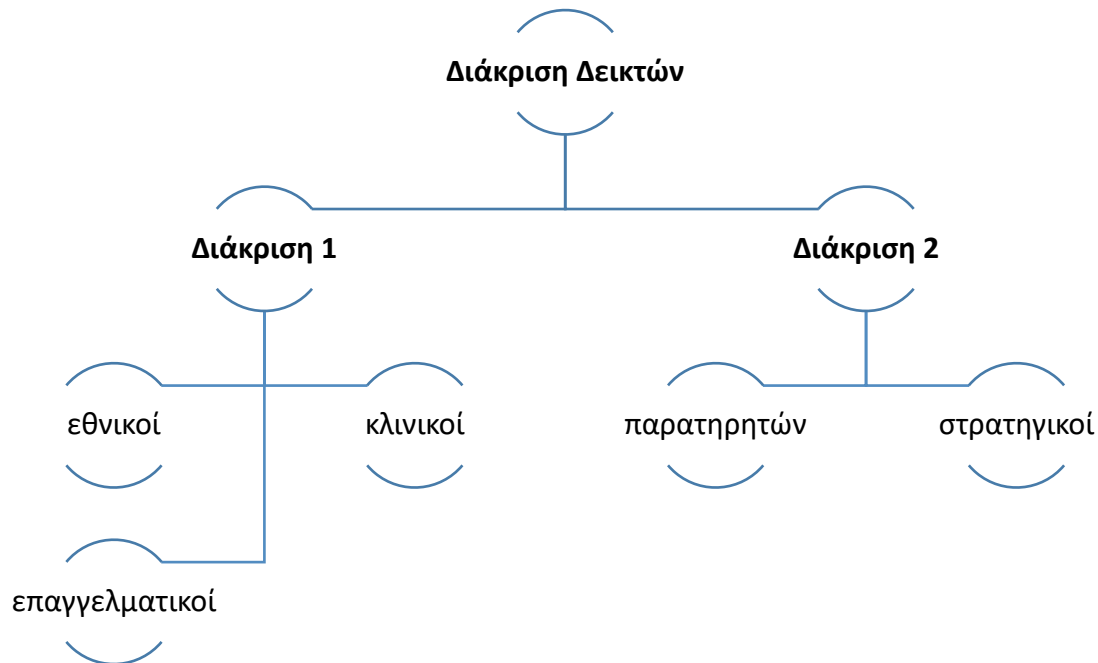 Διάκριση Δεικτών
Διάκριση 1
Διάκριση 2
εθνικοί
κλινικοί
παρατηρητών
στρατηγικοί
επαγγελματικοί